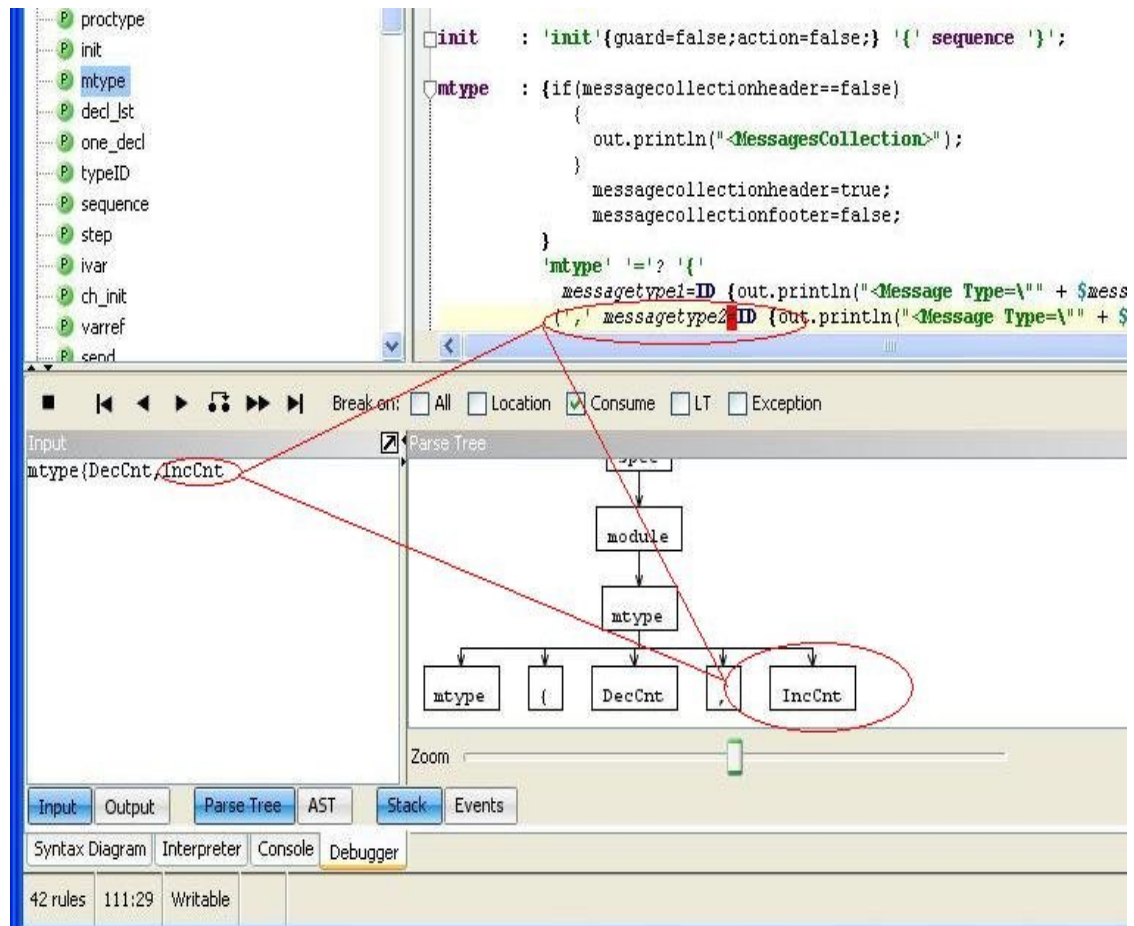 proctype
init
mtype
decl_lst
one_decl
typeID
sequence
step
ivar
ch_init
varref
send
init : 'init'{guard=false;action=false;} '{' sequence '}';
mtype : {if(messagecollectionheader==false)
{
out.println("<MessagesCollection>");
}
messagecollectionheader=true;
messagecollectionfooter=false;
}
'mtype' '='? '{'
messagetype1=ID {out.println("<Message Type=\"" + $mess
(',' messagetype2=ID {out.println("<Message Type=\"" + $
Break on: All Location Consume LT Exception
Input
mtype{DecCnt,IncCnt
Parse Tree
spec
module
mtype
mtype { DecCnt , IncCnt
Zoom
Input Output Parse Tree AST Stack Events
Syntax Diagram Interpreter Console Debugger
42 rules 111:29 Writable